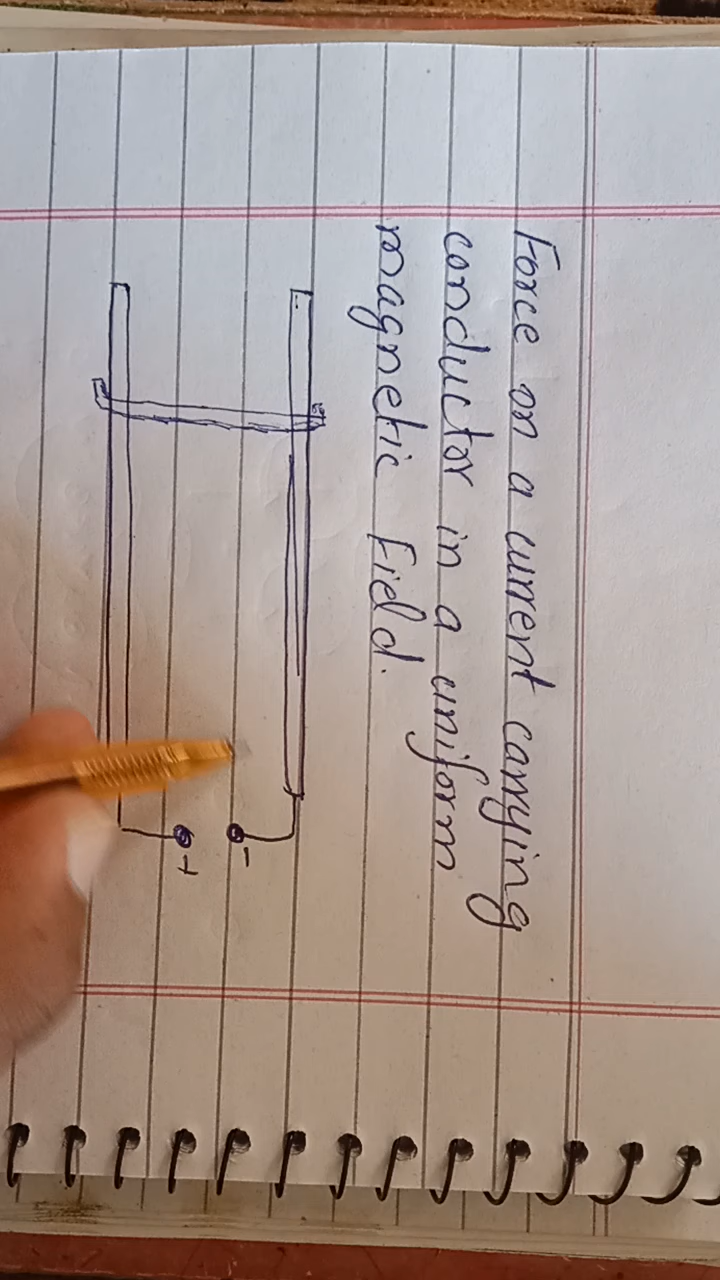 Force on a current carrying
conductor in a uniform
magnetic field.
-
+